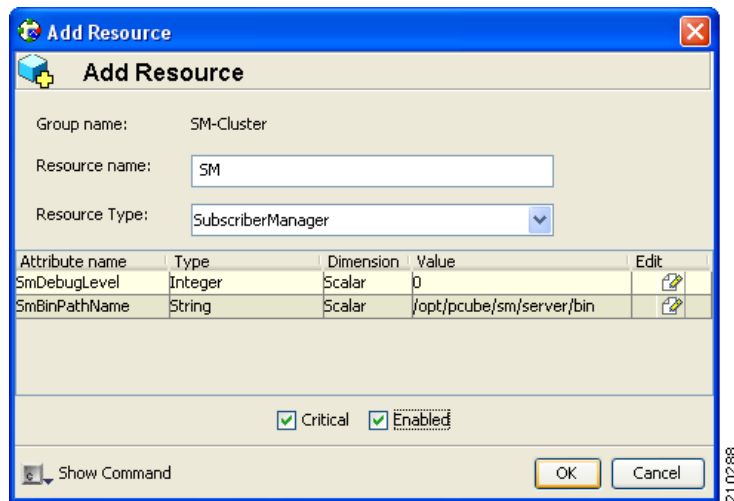 Add Resource
Add Resource
Group name: SM-Cluster
Resource name: SM
Resource Type: SubscriberManager
Attribute name Type Dimension Value Edit
SmDebugLevel Integer Scalar 0
SmBinPathName String Scalar /opt/pcube/sm/server/bin
Critical Enabled
Show Command OK Cancel
210288